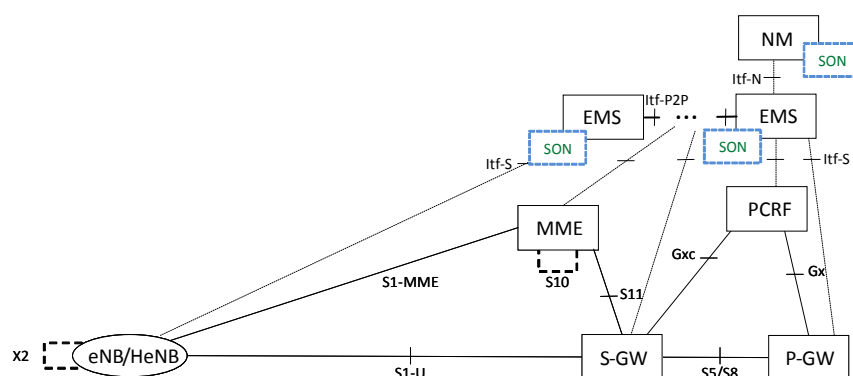 NM
SON
Itf-N
Itf-P2P
EMS
...
EMS
SON
SON
Itf-S
Itf-S
MME
PCRF
Gxc
Gx
S1-MME
S10
S11
X2
eNB/HeNB
S-GW
P-GW
S1-U
S5/S8